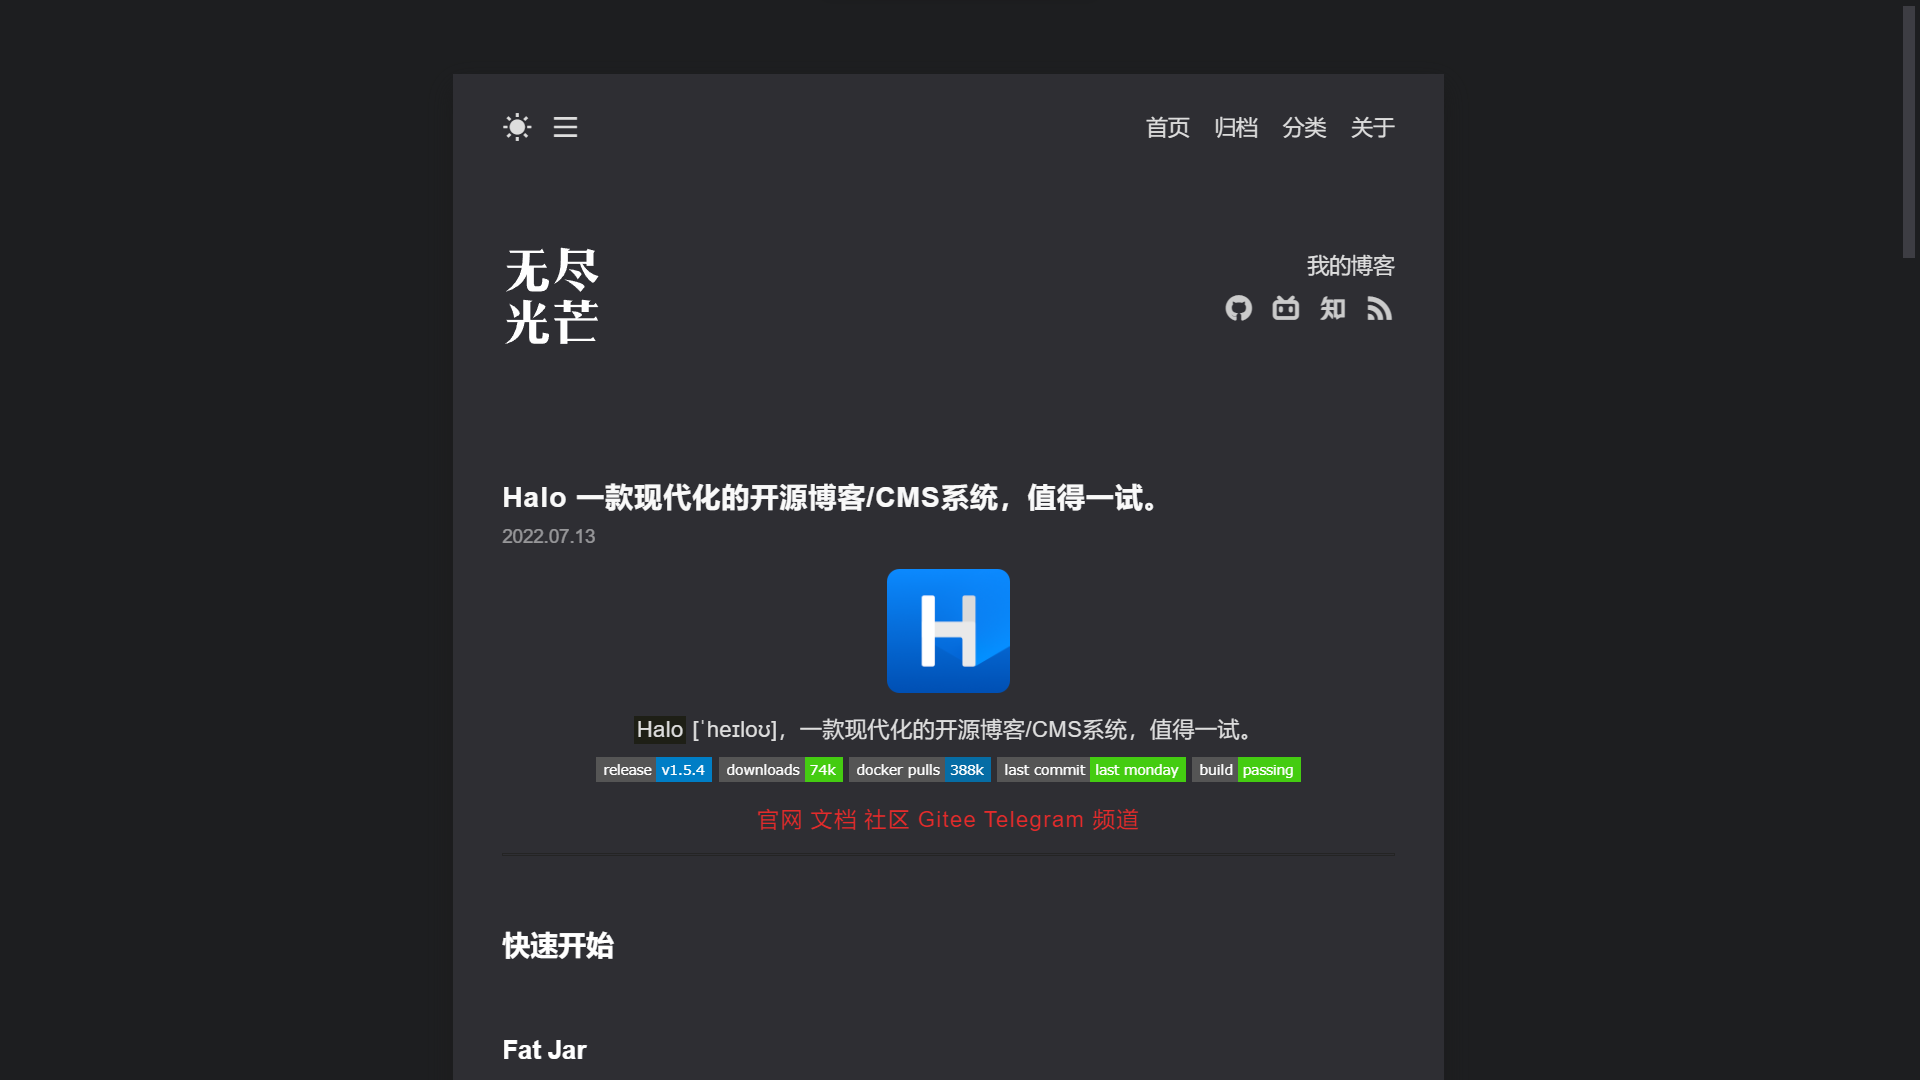 首页 归档 分类 关于
无尽
光芒
我的博客
知
Halo 一款现代化的开源博客/CMS系统，值得一试。
2022.07.13
H
Halo [ˈheɪloʊ]，一款现代化的开源博客/CMS系统，值得一试。
release v1.5.4 downloads 74k docker pulls 388k last commit last monday build passing
官网 文档 社区 Gitee Telegram 频道
快速开始
Fat Jar